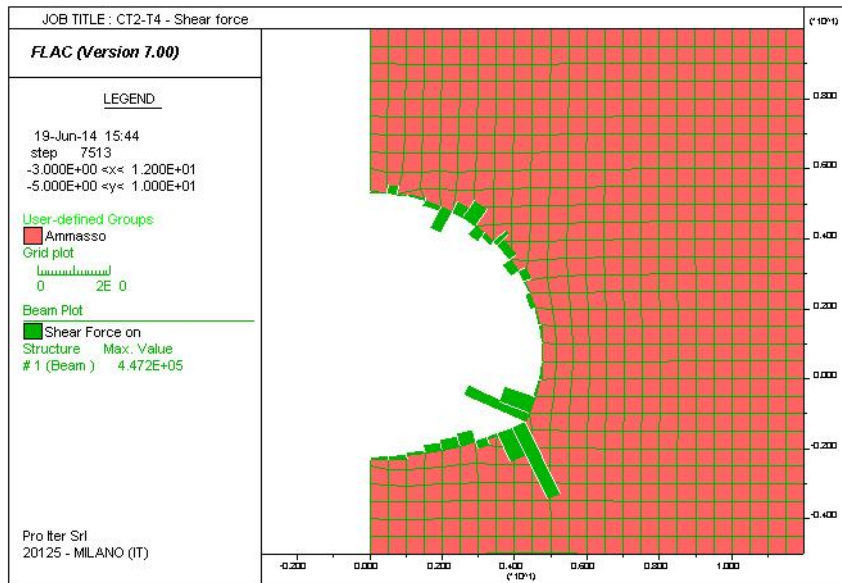 JOB TITLE : CT2-T4 - Shear force
FLAC (Version 7.00)
LEGEND
19-Jun-14 15:44
step 7513
-3.000E+00 <x< 1.200E+01
-5.000E+00 <y< 1.000E+01
User-defined Groups
Ammasso
Grid plot
0 2E 0
Beam Plot
Shear Force on
Structure Max. Value
# 1 (Beam ) 4.472E+05
Pro Iter Srl
20125 - MILANO (IT)
(*10^1)
0.800
0.600
0.400
0.200
0.000
-0.200
-0.400
-0.200 0.000 0.200 0.400 0.600 0.800 1.000
(*10^1)